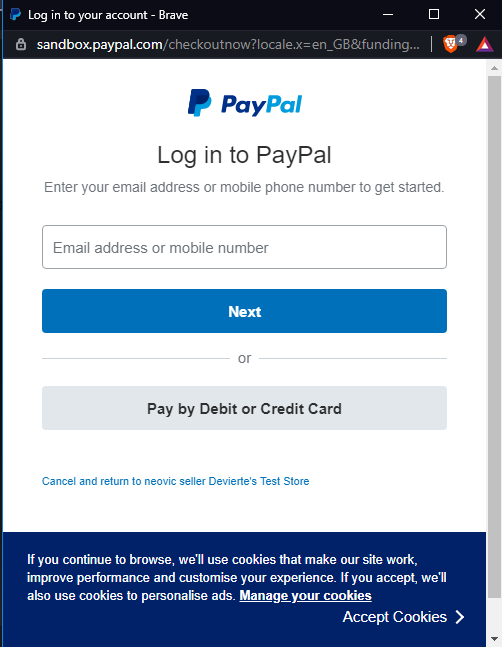 Log in to your account - Brave
sandbox.paypal.com/checkoutnow?locale.x=en_GB&funding...
4
PayPal
Log in to PayPal
Enter your email address or mobile phone number to get started.
Email address or mobile number
Next
or
Pay by Debit or Credit Card
Cancel and return to neovic seller Devierte's Test Store
If you continue to browse, we'll use cookies that make our site work,
improve performance and customise your experience. If you accept, we'll
also use cookies to personalise ads. Manage your cookies
Accept Cookies